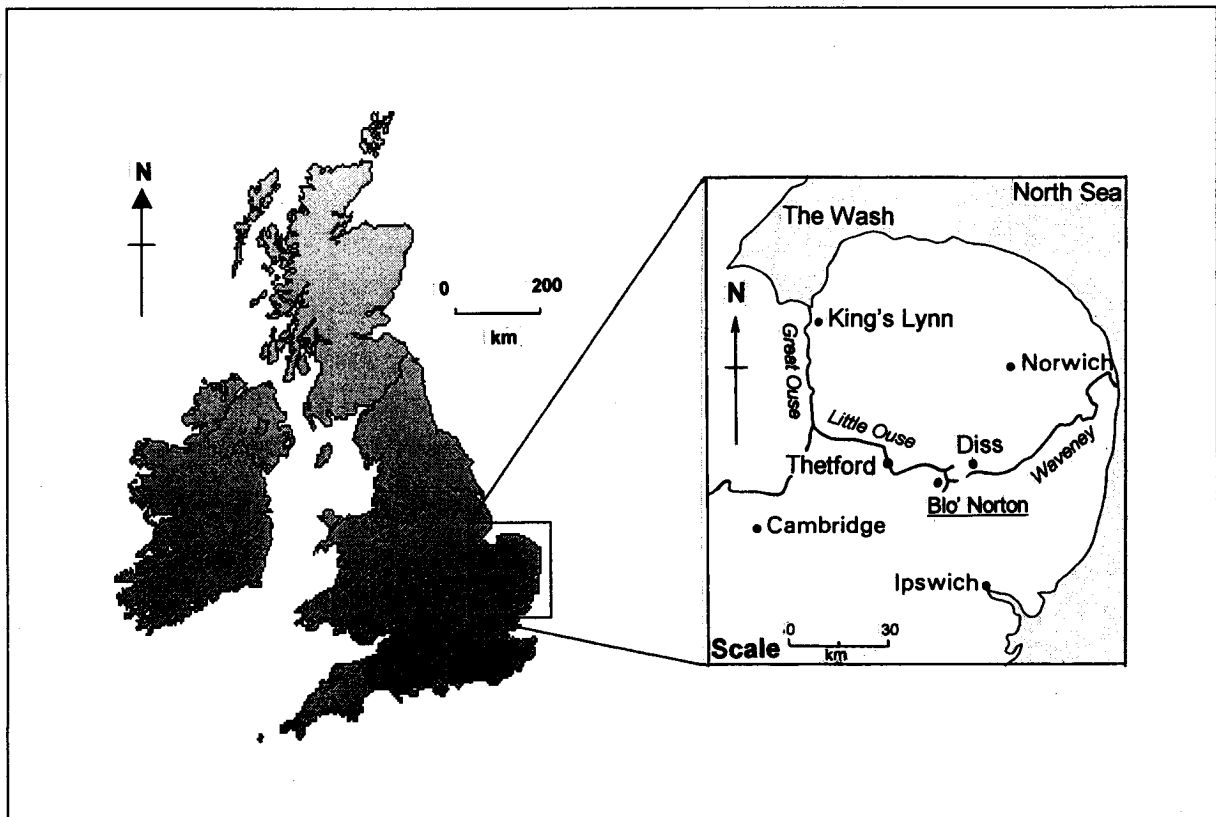 N
0 200
km
North Sea
The Wash
N
King's Lynn
Great Ouse
Norwich
Little Ouse
Diss
Waveney
Thetford
Blo' Norton
Cambridge
Ipswich
0 30
km
Scale